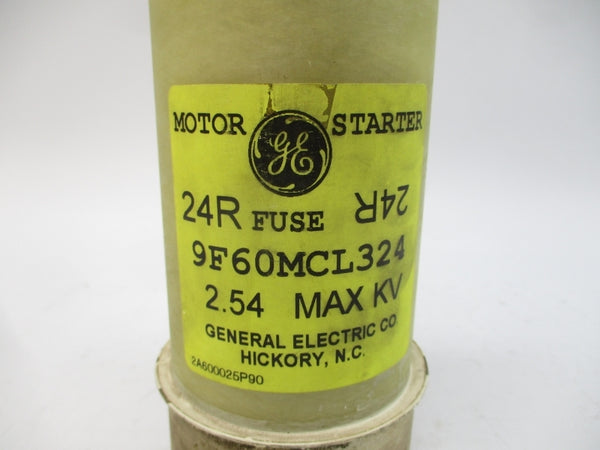 MOTOR GE STARTER
24R FUSE 24R
9F60MCL324
2.54 MAX KV
GENERAL ELECTRIC CO
HICKORY, N.C.
2A600025P90